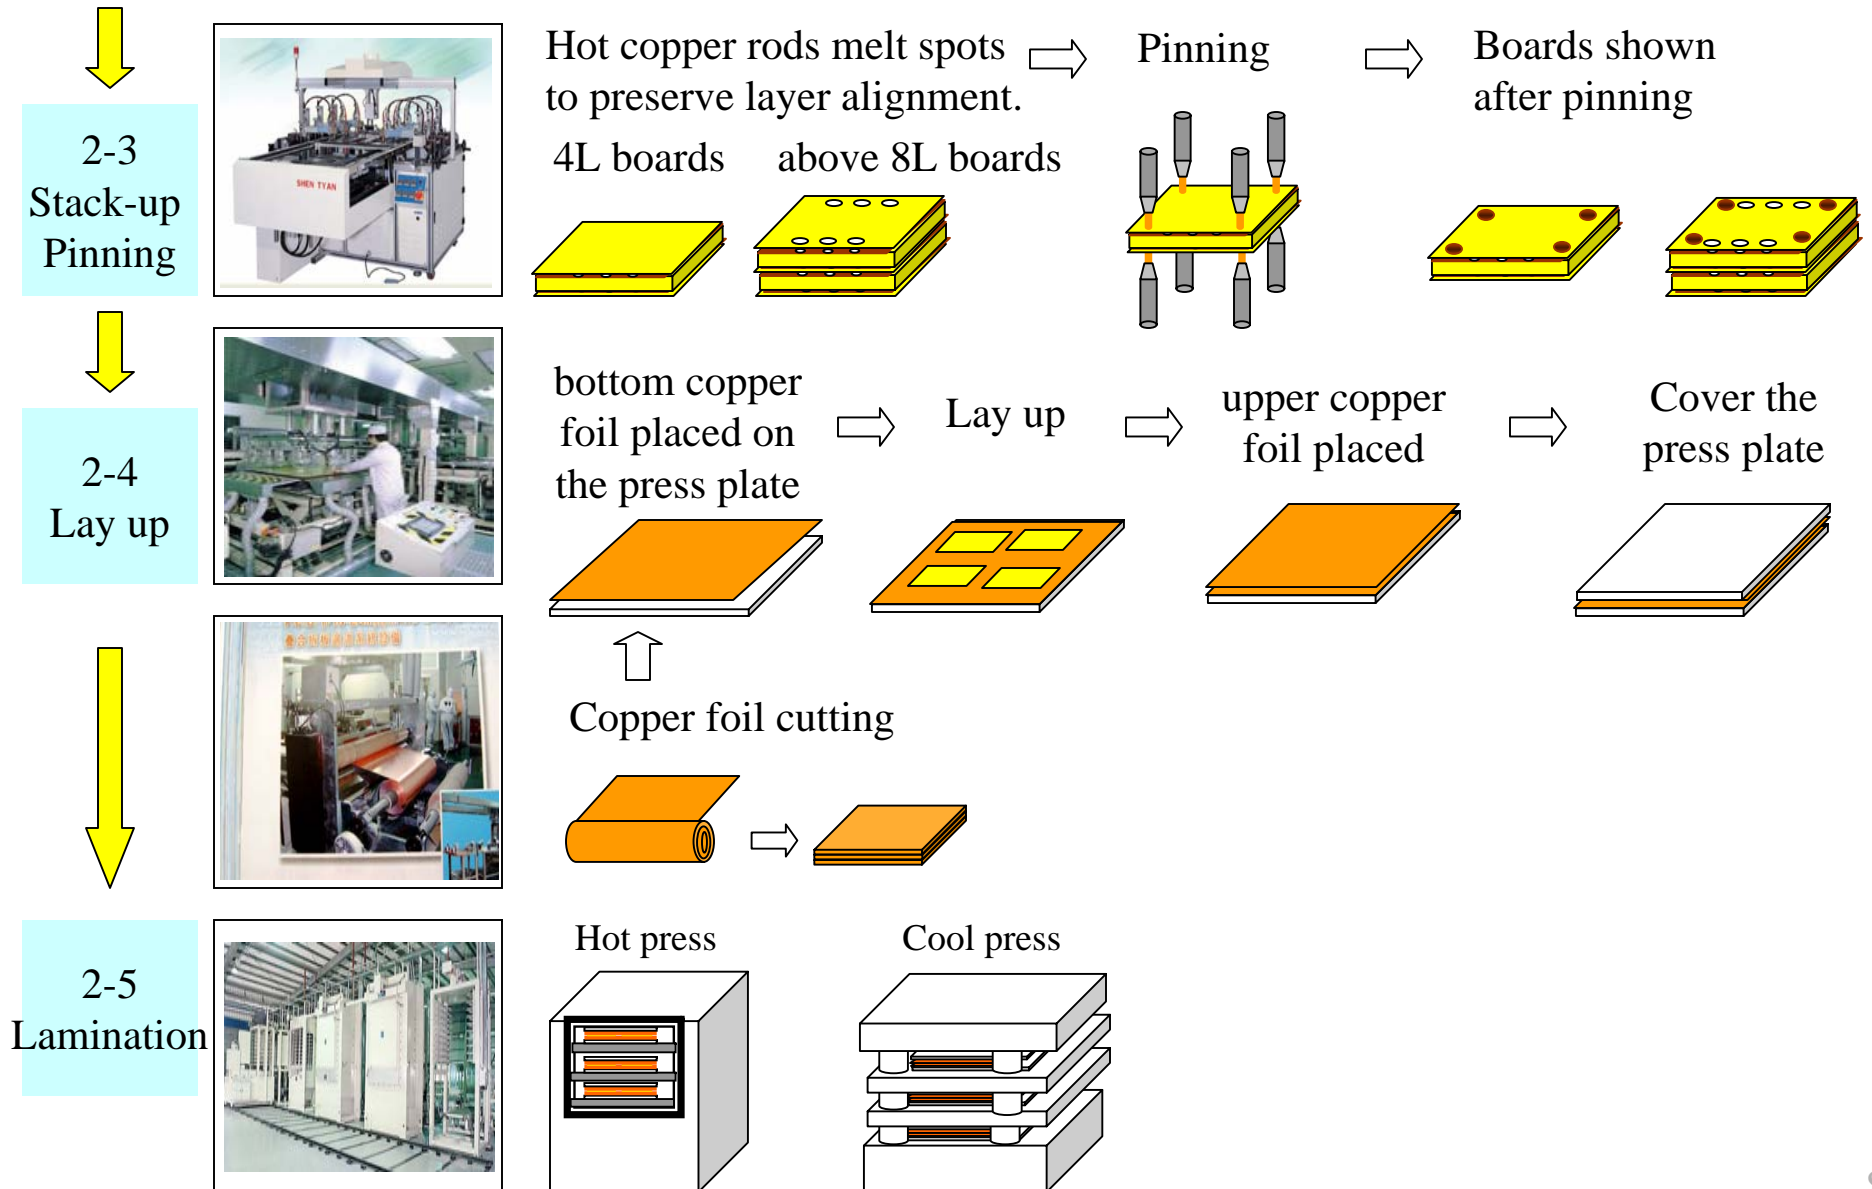 2-3
Stack-up
Pinning
SHEN TYAN
Hot copper rods melt spots
to preserve layer alignment.
4L boards
above 8L boards
Pinning
Boards shown
after pinning
2-4
Lay up
bottom copper
foil placed on
the press plate
Lay up
upper copper
foil placed
Cover the
press plate
Copper foil cutting
2-5
Lamination
Hot press
Cool press